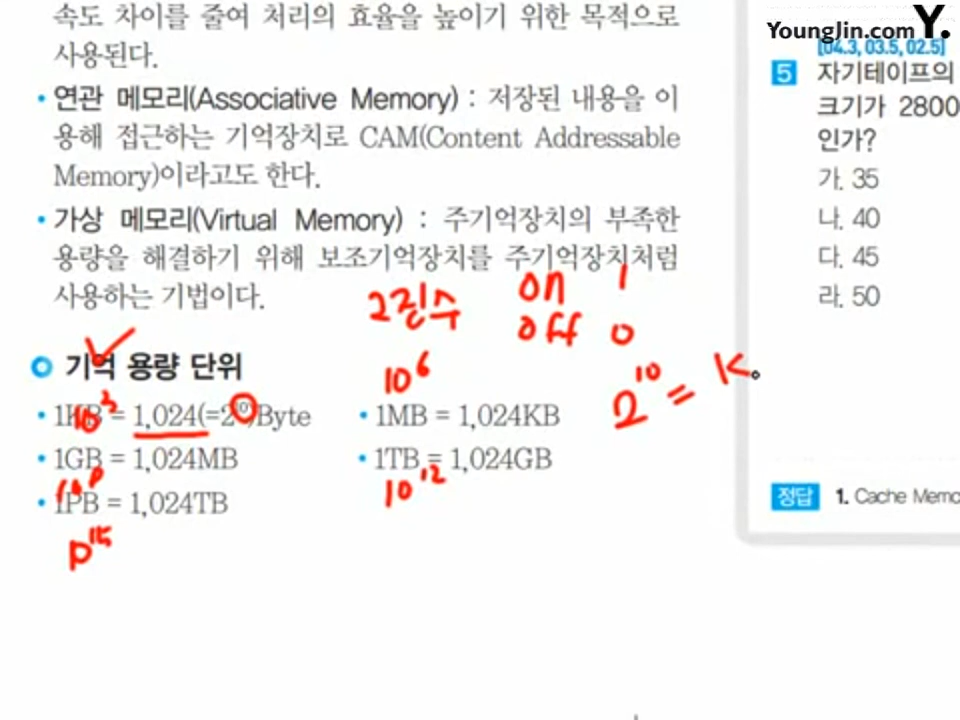 속도 차이를 줄여 처리의 효율을 높이기 위한 목적으로
사용된다.
• 연관 메모리(Associative Memory) : 저장된 내용을 이
용해 접근하는 기억장치로 CAM(Content Addressable
Memory)이라고도 한다.
• 가상 메모리(Virtual Memory) : 주기억장치의 부족한
용량을 해결하기 위해 보조기억장치를 주기억장치처럼
사용하는 기법이다.
2진수 on 1
off 0
기억 용량 단위
10⁶
2¹⁰ = K
• 1KB = 1,024(=2¹⁰)Byte
10³
• 1MB = 1,024KB
• 1GB = 1,024MB
• 1TB = 1,024GB
10¹²
• 1PB = 1,024TB
YoungJin.com Y.
[04.3, 03.5, 02.5]
5 자기테이프의
크기가 2800
인가?
가. 35
나. 40
다. 45
라. 50
정답 1. Cache Memo